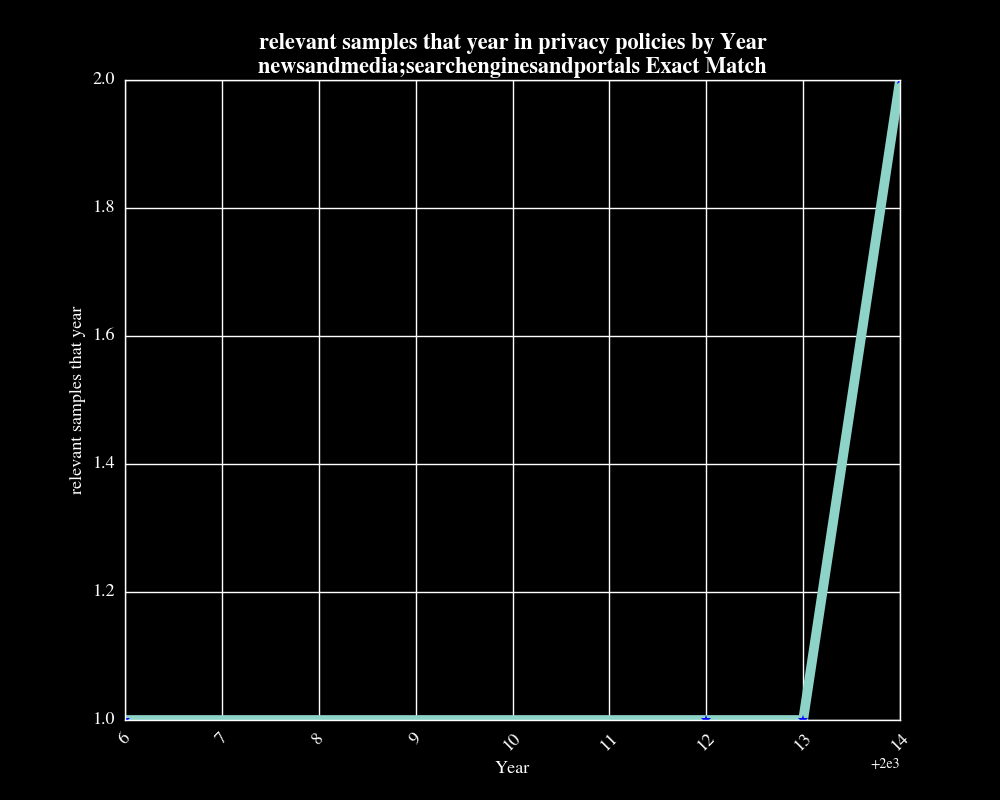 relevant samples that year in privacy policies by Year
newsandmedia;searchenginesandportals Exact Match
2.0
1.8
1.6
1.4
1.2
1.0
relevant samples that year
6 7 8 9 10 11 12 13 14
+2e3
Year